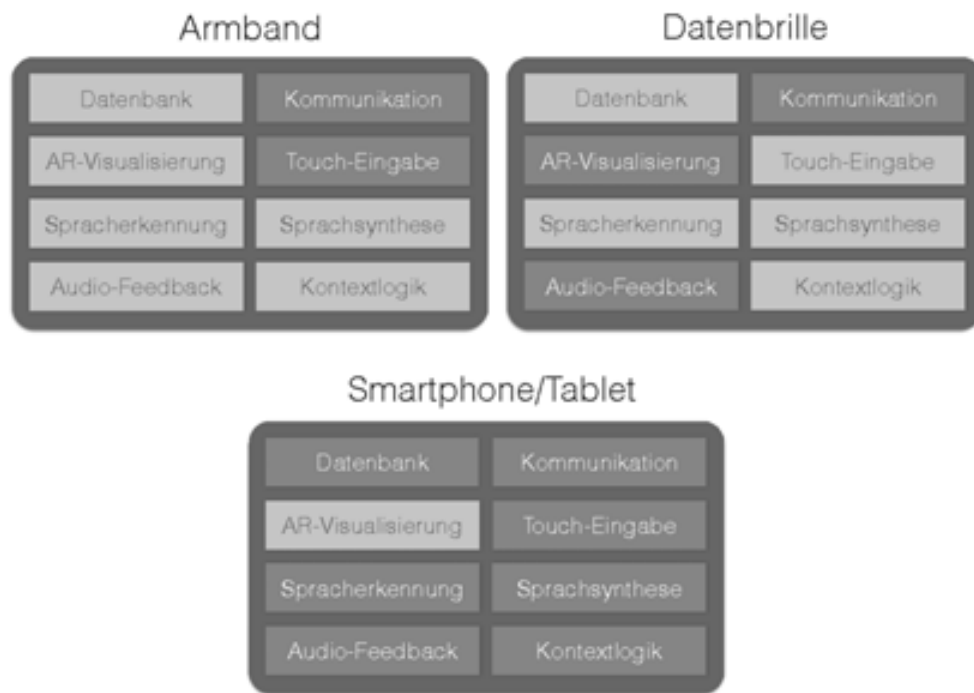 Armband
Datenbank Kommunikation
AR-Visualisierung Touch-Eingabe
Spracherkennung Sprachsynthese
Audio-Feedback Kontextlogik
Datenbrille
Datenbank Kommunikation
AR-Visualisierung Touch-Eingabe
Spracherkennung Sprachsynthese
Audio-Feedback Kontextlogik
Smartphone/Tablet
Datenbank Kommunikation
AR-Visualisierung Touch-Eingabe
Spracherkennung Sprachsynthese
Audio-Feedback Kontextlogik